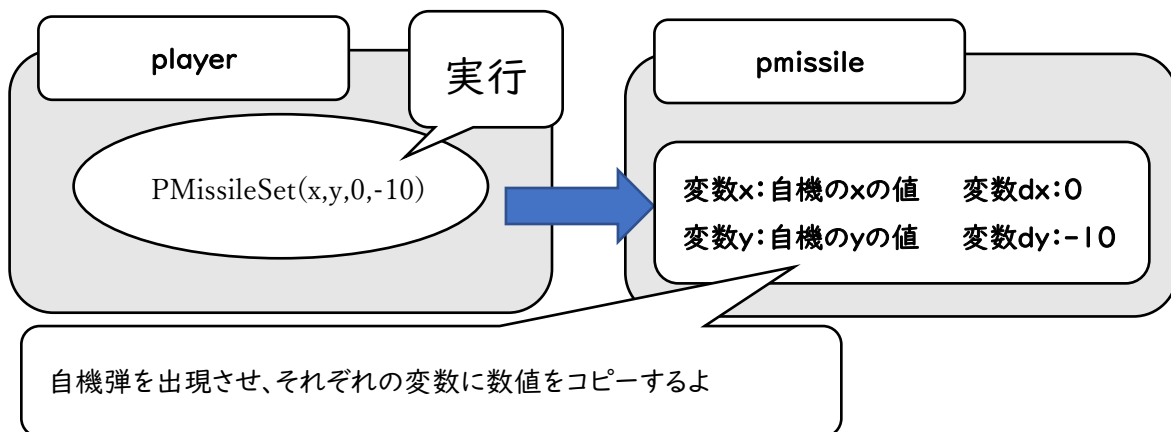 player
実行
PMissileSet(x,y,0,-10)
pmissile
変数x:自機のxの値 変数dx:0
変数y:自機のyの値 変数dy:-10
自機弾を出現させ、それぞれの変数に数値をコピーするよ